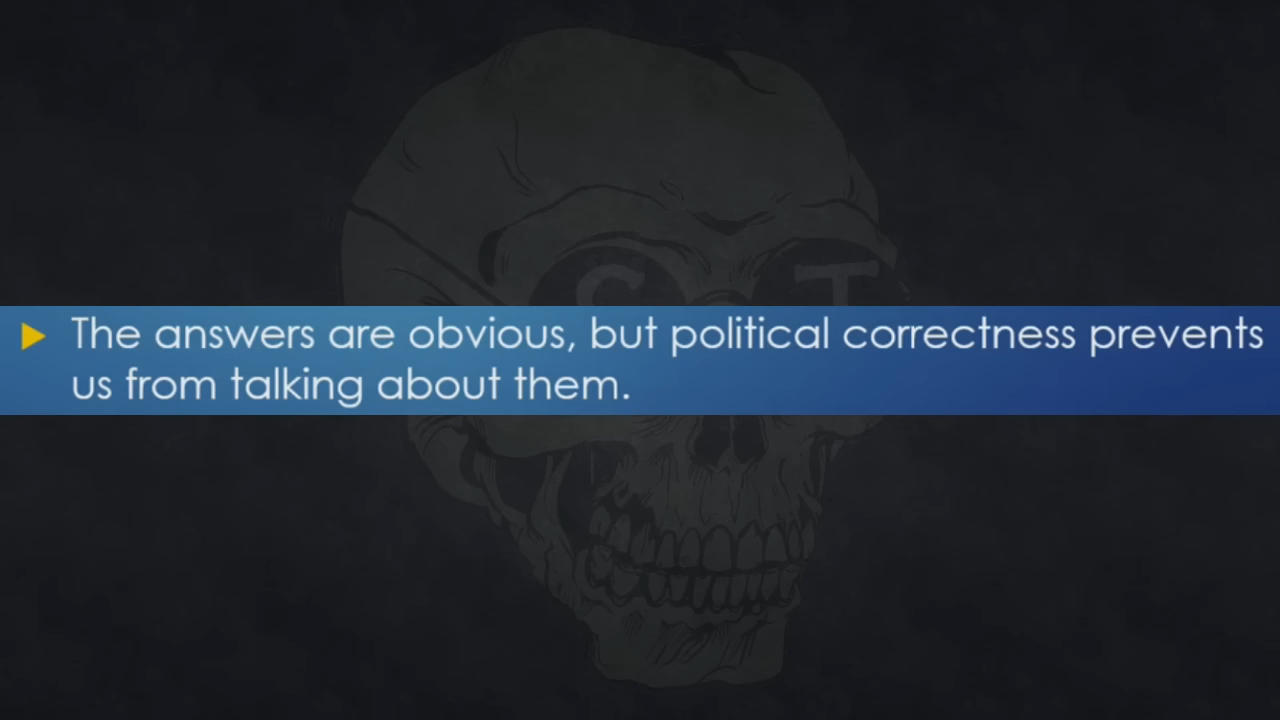 C T
The answers are obvious, but political correctness prevents
us from talking about them.